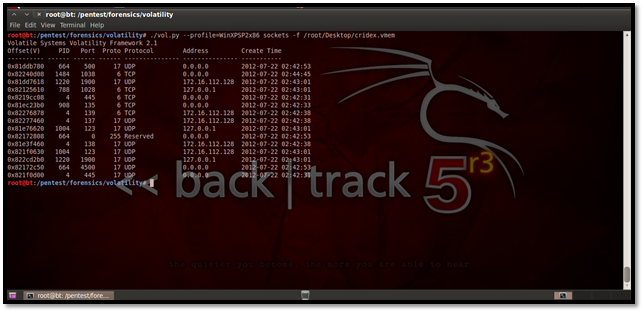 root@bt: /pentest/forensics/volatility
File Edit View Terminal Help
root@bt:/pentest/forensics/volatility# ./vol.py --profile=WinXPSP2x86 sockets -f /root/Desktop/cridex.vmem
Volatile Systems Volatility Framework 2.1
Offset(V) PID Port Proto Protocol Address Create Time
---------- -------- ------ ------ --------------- --------------- -----------
0x81ddb780 664 500 17 UDP 0.0.0.0 2012-07-22 02:42:53
0x82240d08 1484 1038 6 TCP 0.0.0.0 2012-07-22 02:44:45
0x81dd7618 1220 1900 17 UDP 172.16.112.128 2012-07-22 02:43:01
0x82125610 788 1028 6 TCP 127.0.0.1 2012-07-22 02:43:01
0x8219cc08 4 445 6 TCP 0.0.0.0 2012-07-22 02:42:31
0x81ec23b0 908 135 6 TCP 0.0.0.0 2012-07-22 02:42:33
0x82276878 4 139 6 TCP 172.16.112.128 2012-07-22 02:42:38
0x82277460 4 137 17 UDP 172.16.112.128 2012-07-22 02:42:38
0x81e76620 1004 123 17 UDP 127.0.0.1 2012-07-22 02:43:01
0x82172808 664 0 255 Reserved 0.0.0.0 2012-07-22 02:42:53
0x81e3f460 4 138 17 UDP 172.16.112.128 2012-07-22 02:42:38
0x821f0630 1004 123 17 UDP 172.16.112.128 2012-07-22 02:43:01
0x822cd2b0 1220 1900 17 UDP 127.0.0.1 2012-07-22 02:43:01
0x82172c50 664 4500 17 UDP 0.0.0.0 2012-07-22 02:42:53
0x821f0d00 4 445 17 UDP 0.0.0.0 2012-07-22 02:42:31
root@bt:/pentest/forensics/volatility#
<< back | track 5 r3
the quieter you become, the more you are able to hear
root@bt: /pentest/fore...